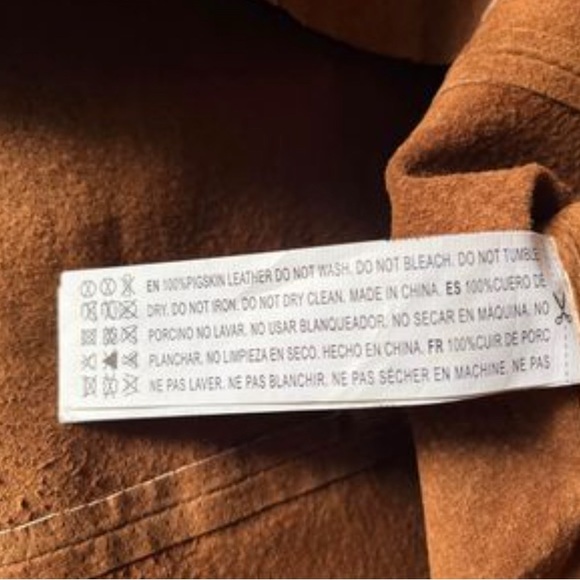 EN 100%PIGSKIN LEATHER DO NOT WASH. DO NOT BLEACH. DO NOT TUMBLE
DRY. DO NOT IRON. DO NOT DRY CLEAN. MADE IN CHINA. ES 100%CUERO DE
PORCINO NO LAVAR. NO USAR BLANQUEADOR. NO SECAR EN MÁQUINA. NO
PLANCHAR. NO LIMPIEZA EN SECO. HECHO EN CHINA. FR 100%CUIR DE PORC
NE PAS LAVER. NE PAS BLANCHIR. NE PAS SÉCHER EN MACHINE. NE PAS